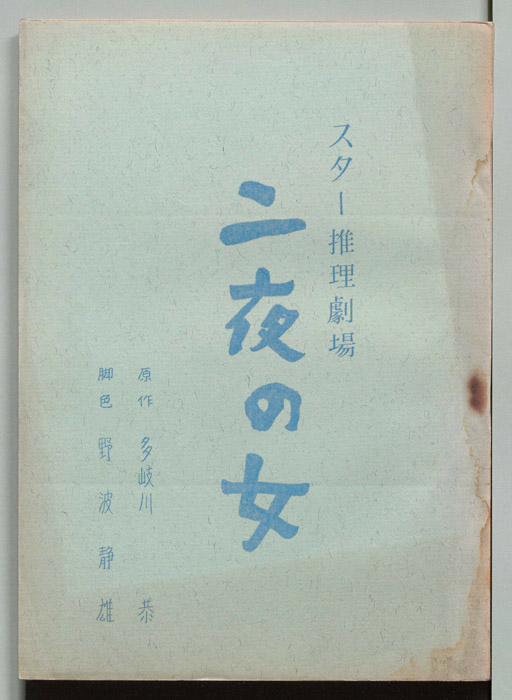 スター推理劇場
二夜の女
原作 多岐川 恭
脚色 野波静雄